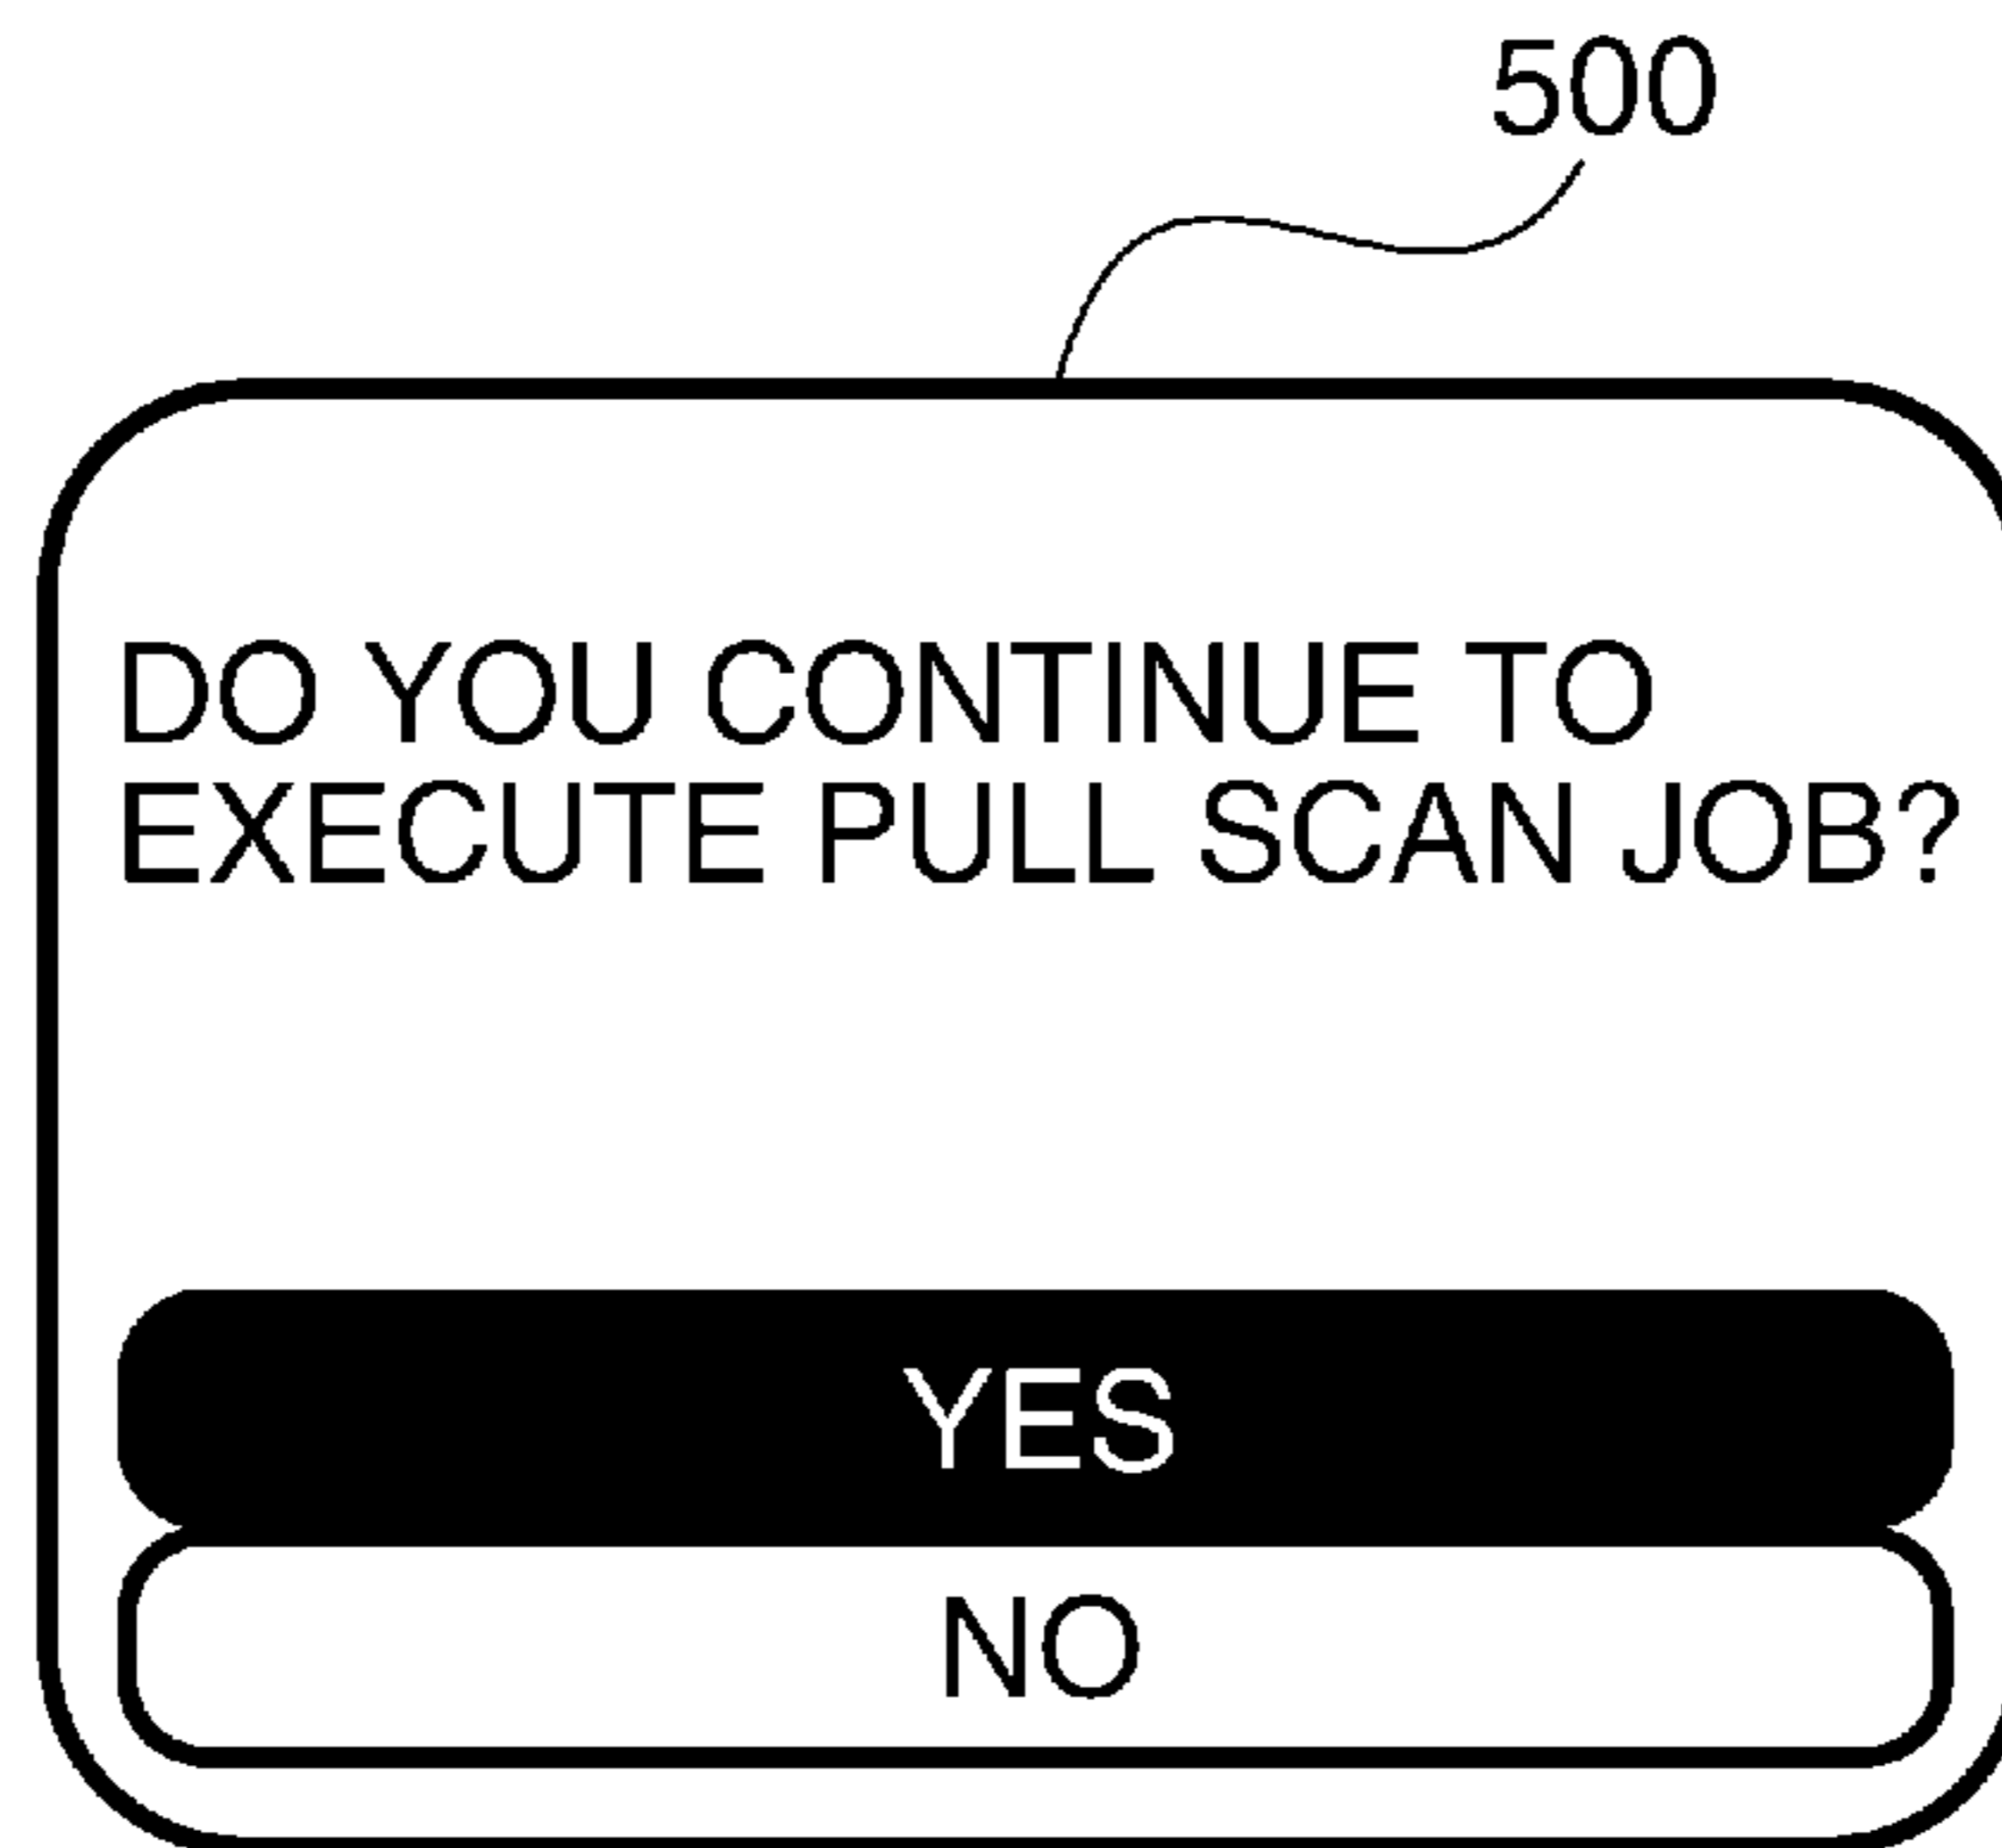 500
DO YOU CONTINUE TO
EXECUTE PULL SCAN JOB?
YES
NO